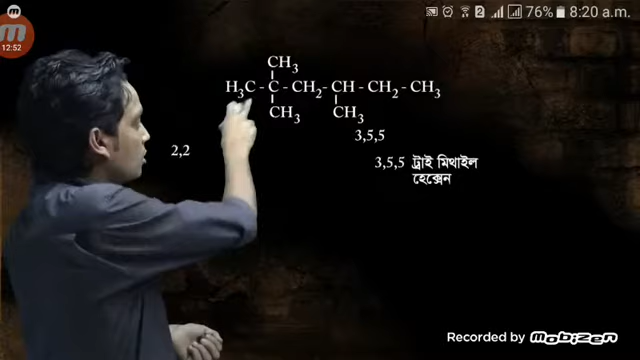 76% 8:20 a.m.
12:52
CH3
H3C - C - CH2 - CH - CH2 - CH3
CH3 CH3
3,5,5
2,2
3,5,5 ট্রাই মিথাইল
হেক্সেন
Recorded by mobizen